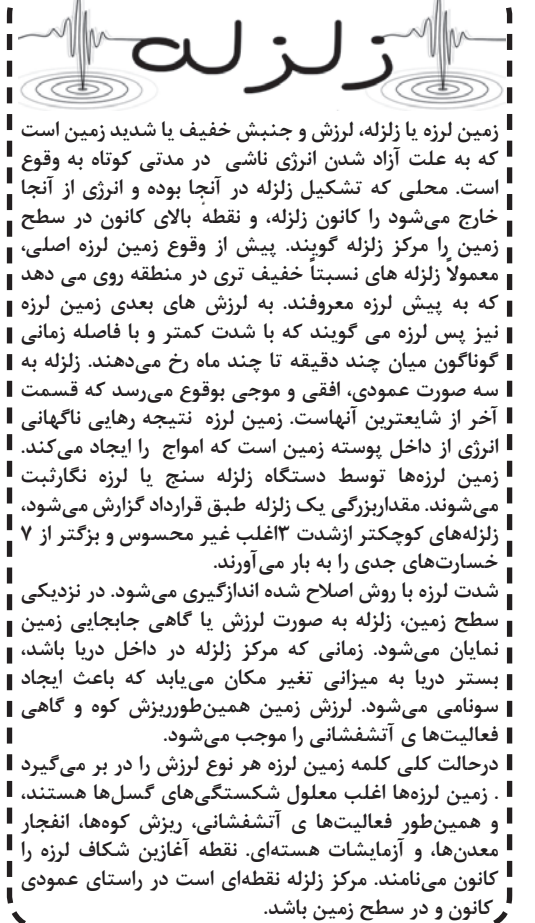 زلزله
زمین لرزه یا زلزله، لرزش و جنبش خفیف یا شدید زمین است
که به علت آزاد شدن انرژی ناشی در مدتی کوتاه به وقوع
است. محلی که تشکیل زلزله در آنجا بوده و انرژی از آنجا
خارج می‌شود را کانون زلزله، و نقطهٔ بالای کانون در سطح
زمین را مرکز زلزله گویند. پیش از وقوع زمین لرزه اصلی،
معمولاً زلزله های نسبتاً خفیف تری در منطقه روی می دهد
که به پیش لرزه معروفند. به لرزش های بعدی زمین لرزه
نیز پس لرزه می گویند که با شدت کمتر و با فاصله زمانی
گوناگون میان چند دقیقه تا چند ماه رخ می‌دهند. زلزله به
سه صورت عمودی، افقی و موجی بوقوع می‌رسد که قسمت
آخر از شایعترین آنهاست. زمین لرزه نتیجه رهایی ناگهانی
انرژی از داخل پوسته زمین است که امواج را ایجاد می‌کند.
زمین لرزه‌ها توسط دستگاه زلزله سنج یا لرزه نگارثبت
می‌شوند. مقداربزرگی یک زلزله طبق قرارداد گزارش می‌شود،
زلزله‌های کوچکتر ازشدت ۳اغلب غیر محسوس و بزگتر از ۷
خسارت‌های جدی را به بار می‌آورند.
شدت لرزه با روش اصلاح شده اندازگیری می‌شود. در نزدیکی
سطح زمین، زلزله به صورت لرزش یا گاهی جابجایی زمین
نمایان می‌شود. زمانی که مرکز زلزله در داخل دریا باشد،
بستر دریا به میزانی تغیر مکان می‌یابد که باعث ایجاد
سونامی می‌شود. لرزش زمین همین‌طورریزش کوه و گاهی
فعالیت‌ها ی آتشفشانی را موجب می‌شود.
درحالت کلی کلمه زمین لرزه هر نوع لرزش را در بر می‌گیرد
. زمین لرزه‌ها اغلب معلول شکستگی‌های گسل‌ها هستند،
و همین‌طور فعالیت‌ها ی آتشفشانی، ریزش کوه‌ها، انفجار
معدن‌ها، و آزمایشات هسته‌ای. نقطه آغازین شکاف لرزه را
کانون می‌نامند. مرکز زلزله نقطه‌ای است در راستای عمودی
کانون و در سطح زمین باشد.